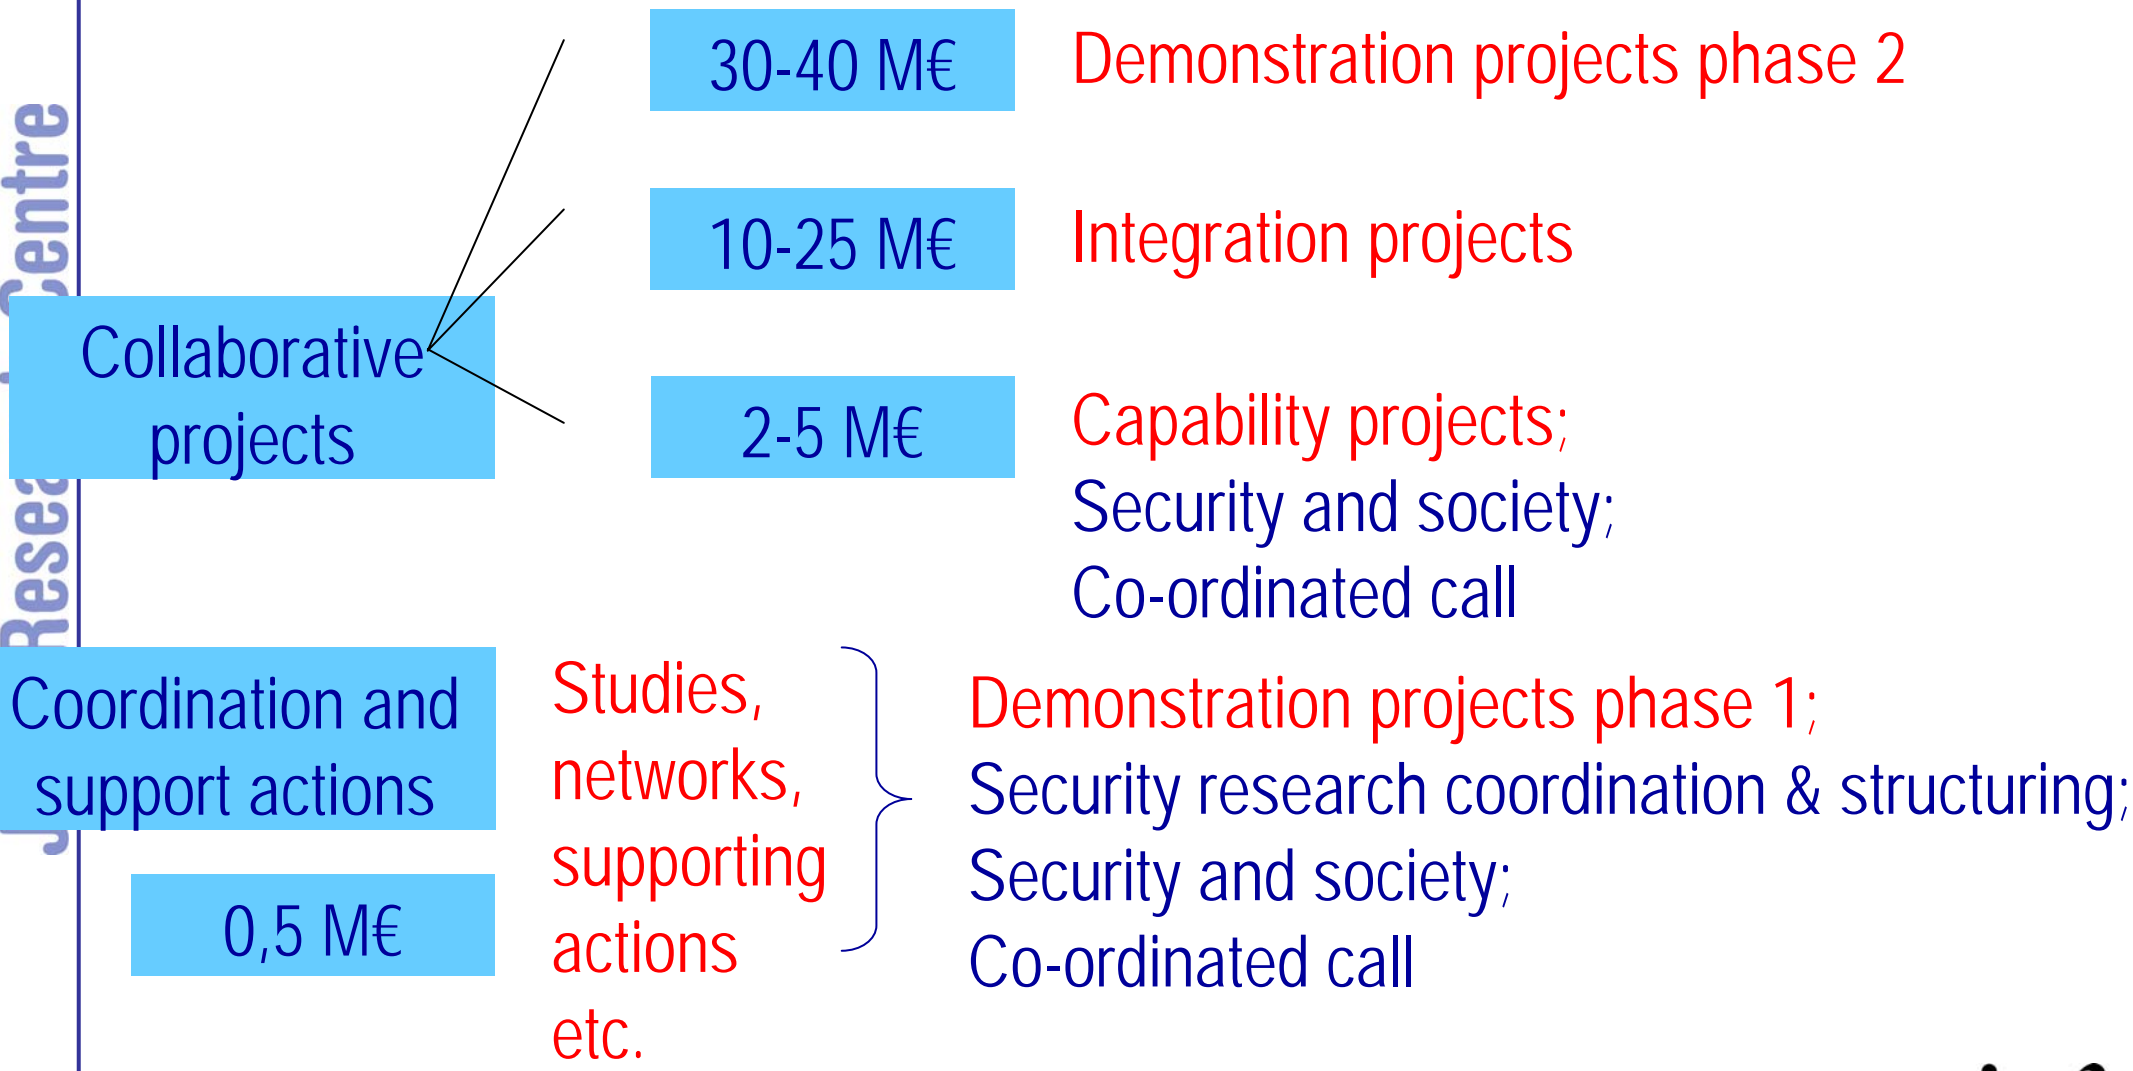 30-40 M€
Demonstration projects phase 2
10-25 M€
Integration projects
Collaborative
projects
2-5 M€
Capability projects;
Security and society;
Co-ordinated call
Coordination and
support actions
0,5 M€
Studies,
networks,
supporting
actions
etc.
Demonstration projects phase 1;
Security research coordination & structuring;
Security and society;
Co-ordinated call
Centre